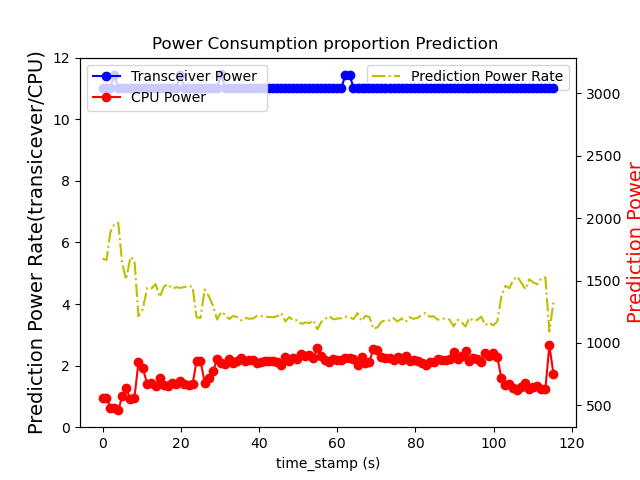 Power Consumption proportion Prediction
Transceiver Power
CPU Power
Prediction Power Rate
Prediction Power Rate(transicever/CPU)
12
10
8
6
4
2
0
3000
2500
2000
1500
1000
500
Prediction Power
0
20
40
60
80
100
120
time_stamp (s)